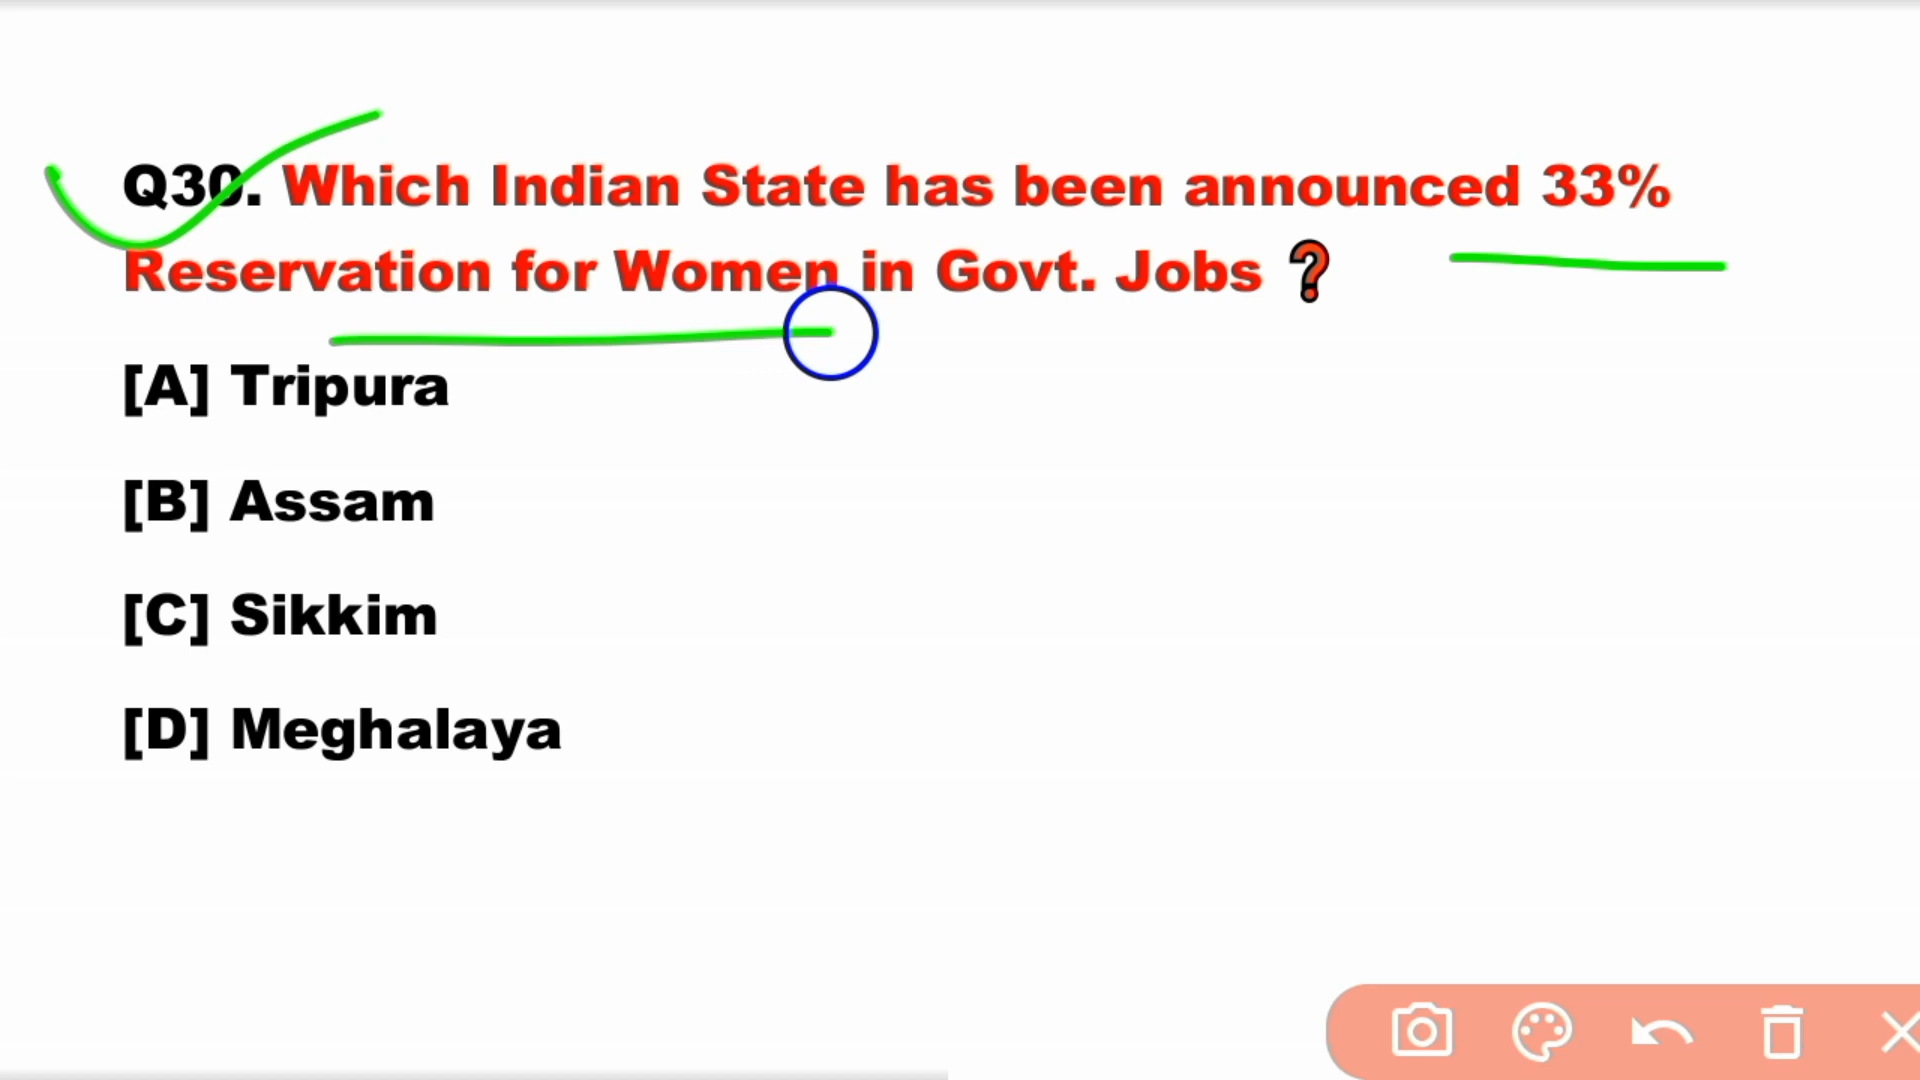 Q30. Which Indian State has been announced 33%
Reservation for Women in Govt. Jobs ?
[A] Tripura
[B] Assam
[C] Sikkim
[D] Meghalaya